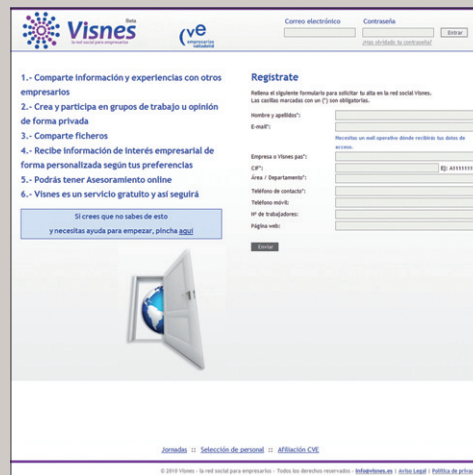 Visnes
Beta
la red social para empresarios
cve
empresarios
valladolid
Correo electrónico
Contraseña
Entrar
¿Has olvidado tu contraseña?
1.- Comparte información y experiencias con otros
empresarios
2.- Crea y participa en grupos de trabajo u opinión
de forma privada
3.- Comparte ficheros
4.- Recibe información de interés empresarial de
forma personalizada según tus preferencias
5.- Podrás tener Asesoramiento online
6.- Visnes es un servicio gratuito y así seguirá
Si crees que no sabes de esto
y necesitas ayuda para empezar, pincha aquí
Regístrate
Rellena el siguiente formulario para solicitar tu alta en la red social Visnes.
Las casillas marcadas con un (*) son obligatorias.
Nombre y apellidos*:
E-mail*:
Necesitas un mail operativo dónde recibirás tus datos de
acceso.
Empresa o Visnes pas*:
CIF*:
Ej: A1111111
Área / Departamento*:
Teléfono de contacto*:
Teléfono móvil:
Nº de trabajadores:
Página web:
Enviar
Jornadas :: Selección de personal :: Afiliación CVE
© 2010 Visnes - la red social para empresarios - Todos los derechos reservados - info@visnes.es | Aviso Legal | Política de privac